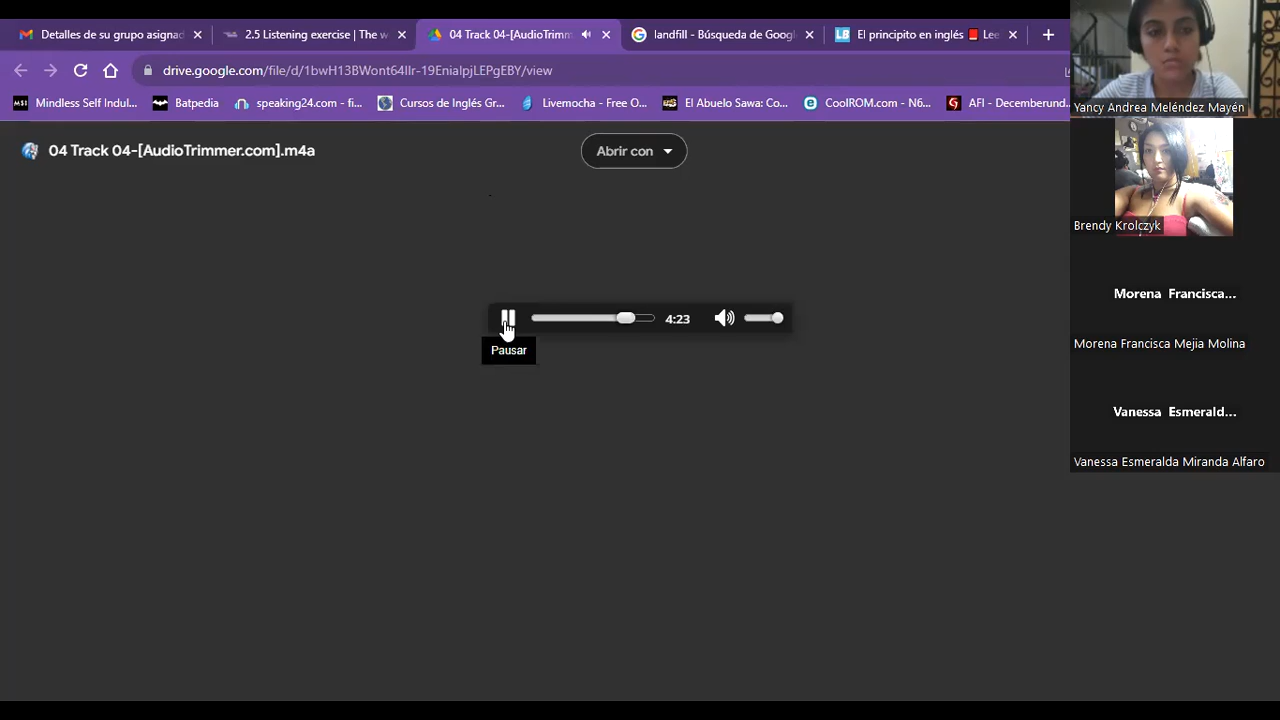 Detalles de su grupo asignad
2.5 Listening exercise | The w
04 Track 04-[AudioTrimm
landfill - Búsqueda de Googl
El principito en inglés 📕 Lee
drive.google.com/file/d/1bwH13BWont64llr-19EnialpjLEPgEBY/view
Mindless Self Indul...
Batpedia
speaking24.com - fi...
Cursos de Inglés Gr...
Livemocha - Free O...
El Abuelo Sawa: Co...
CoolROM.com - N6...
AFI - Decemberund...
04 Track 04-[AudioTrimmer.com].m4a
Abrir con
4:23
Pausar
Yancy Andrea Meléndez Mayén
Brendy Krolczyk
Morena Francisca...
Morena Francisca Mejia Molina
Vanessa Esmerald...
Vanessa Esmeralda Miranda Alfaro